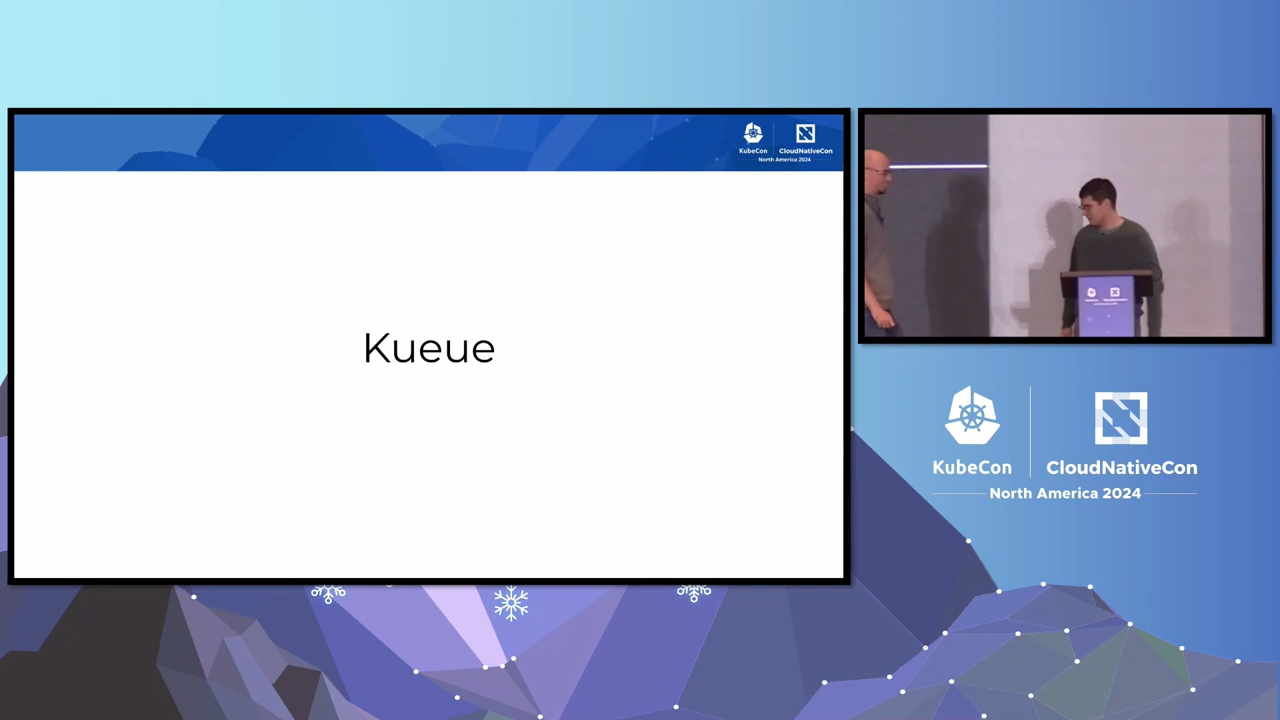 KubeCon
CloudNativeCon
North America 2024
Kueue
KubeCon
CloudNativeCon
North America 2024